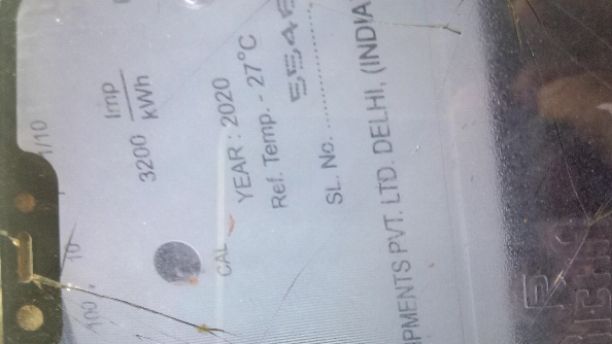 1/10
10
100
3200 Imp
kWh
CAL
YEAR : 2020
Ref. Temp. - 27°C
SL. No. ....................
PMENTS PVT. LTD. DELHI, (INDIA